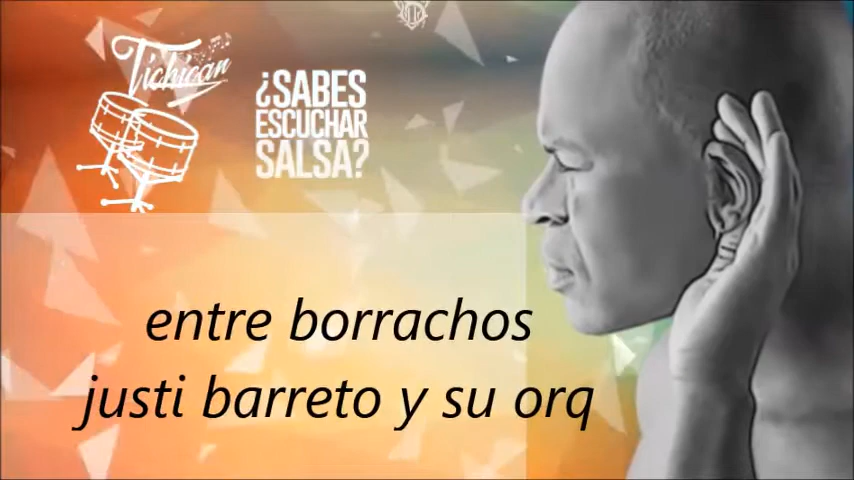 Tichican
¿SABES
ESCUCHAR
SALSA?
entre borrachos
justi barreto y su orq